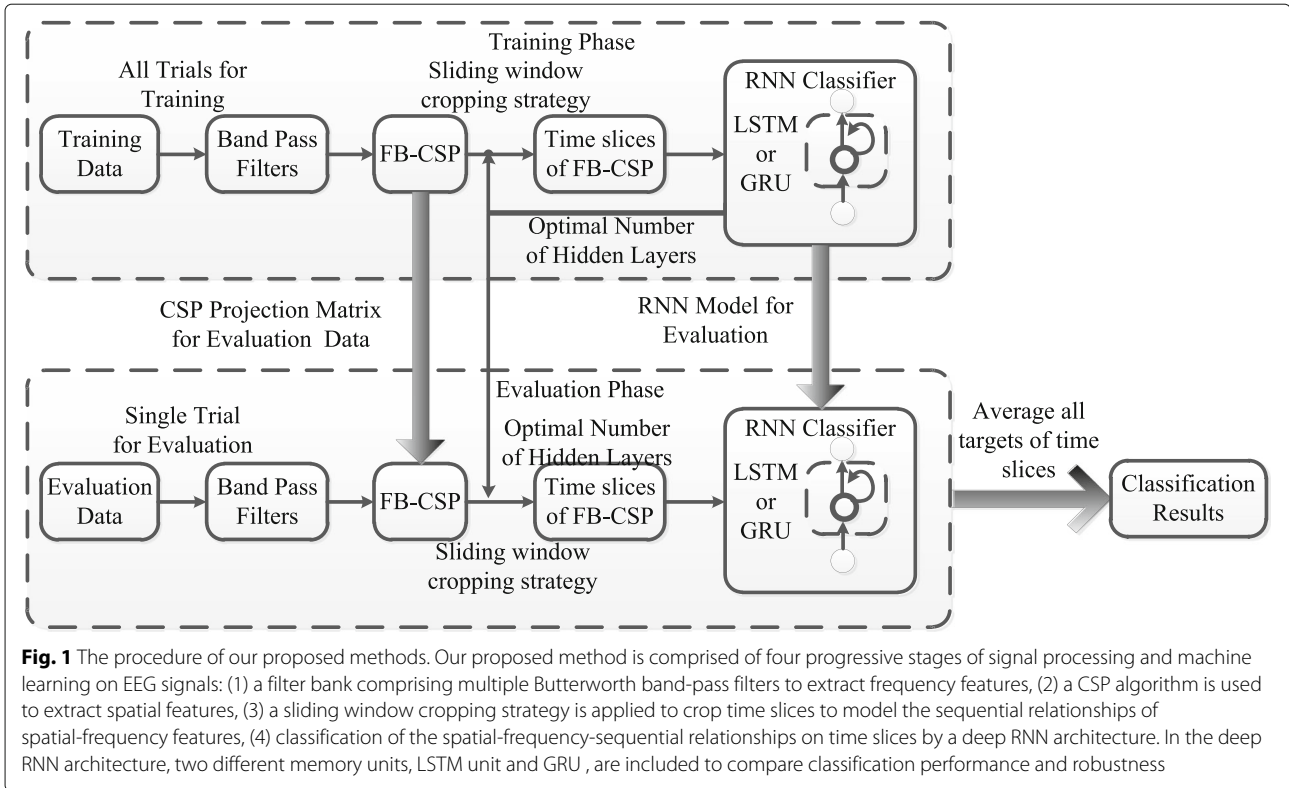 Training Phase
All Trials for
Training
Sliding window
cropping strategy
RNN Classifier
LSTM
or
GRU
Training
Data
Band Pass
Filters
FB-CSP
Time slices
of FB-CSP
Optimal Number
of Hidden Layers
CSP Projection Matrix
for Evaluation Data
RNN Model for
Evaluation
Evaluation Phase
Single Trial
for Evaluation
Optimal Number
of Hidden Layers
RNN Classifier
LSTM
or
GRU
Evaluation
Data
Band Pass
Filters
FB-CSP
Time slices
of FB-CSP
Sliding window
cropping strategy
Average all
targets of time
slices
Classification
Results
Fig. 1 The procedure of our proposed methods. Our proposed method is comprised of four progressive stages of signal processing and machine
learning on EEG signals: (1) a filter bank comprising multiple Butterworth band-pass filters to extract frequency features, (2) a CSP algorithm is used
to extract spatial features, (3) a sliding window cropping strategy is applied to crop time slices to model the sequential relationships of
spatial-frequency features, (4) classification of the spatial-frequency-sequential relationships on time slices by a deep RNN architecture. In the deep
RNN architecture, two different memory units, LSTM unit and GRU , are included to compare classification performance and robustness